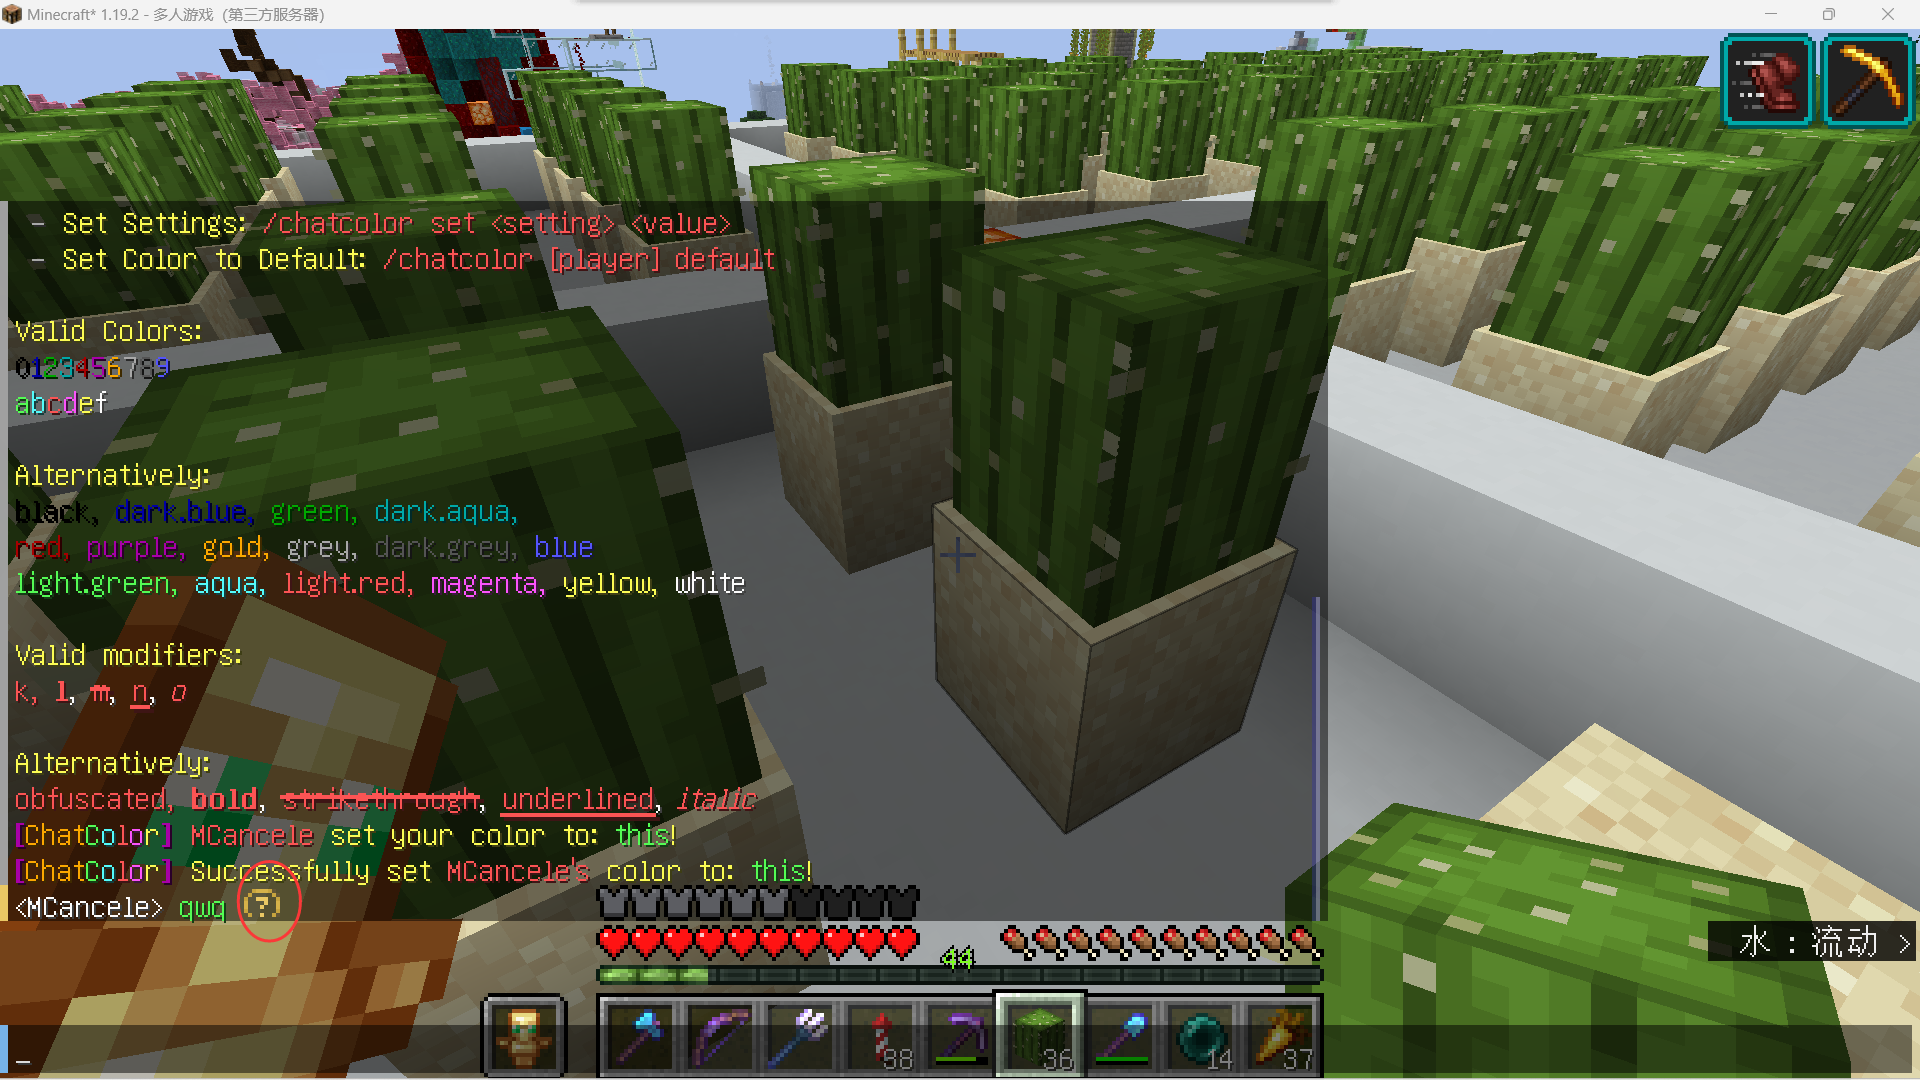 Minecraft* 1.19.2 - 多人游戏（第三方服务器）
- Set Settings: /chatcolor set <setting> <value>
- Set Color to Default: /chatcolor [player] default
Valid Colors:
0123456789
abcdef
Alternatively:
black, dark.blue, green, dark.aqua,
red, purple, gold, grey, dark.grey, blue
light.green, aqua, light.red, magenta, yellow, white
Valid modifiers:
k, l, m, n, o
Alternatively:
obfuscated, bold, strikethrough, underlined, italic
[ChatColor] MCancele set your color to: this!
[ChatColor] Successfully set MCancele's color to: this!
<MCancele> qwq (?)
水 : 流动 >
44
98 36 14 37
_